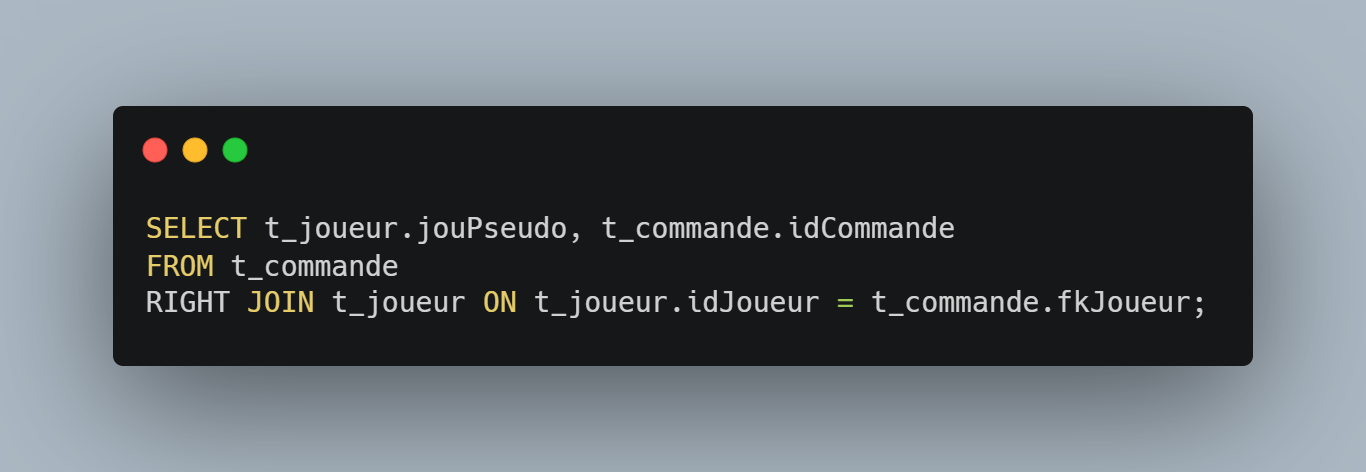 SELECT t_joueur.jouPseudo, t_commande.idCommande
FROM t_commande
RIGHT JOIN t_joueur ON t_joueur.idJoueur = t_commande.fkJoueur;